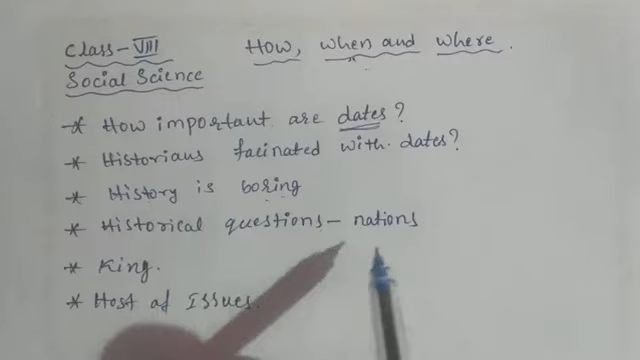 Class-VIII How, when and where.
Social Science
* How important are dates?
* Historians facinated with dates?
* History is boring
* Historical questions- nations
* King.
* Host of Issues.